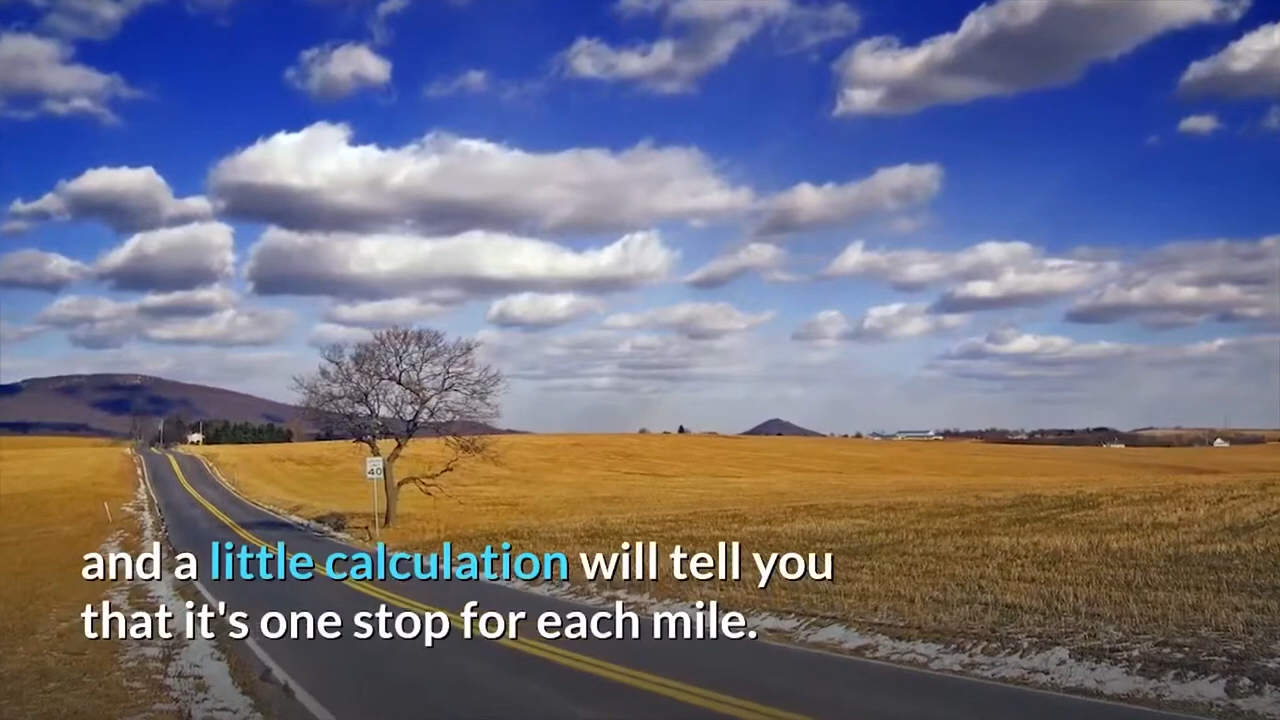 40
and a little calculation will tell you
that it's one stop for each mile.